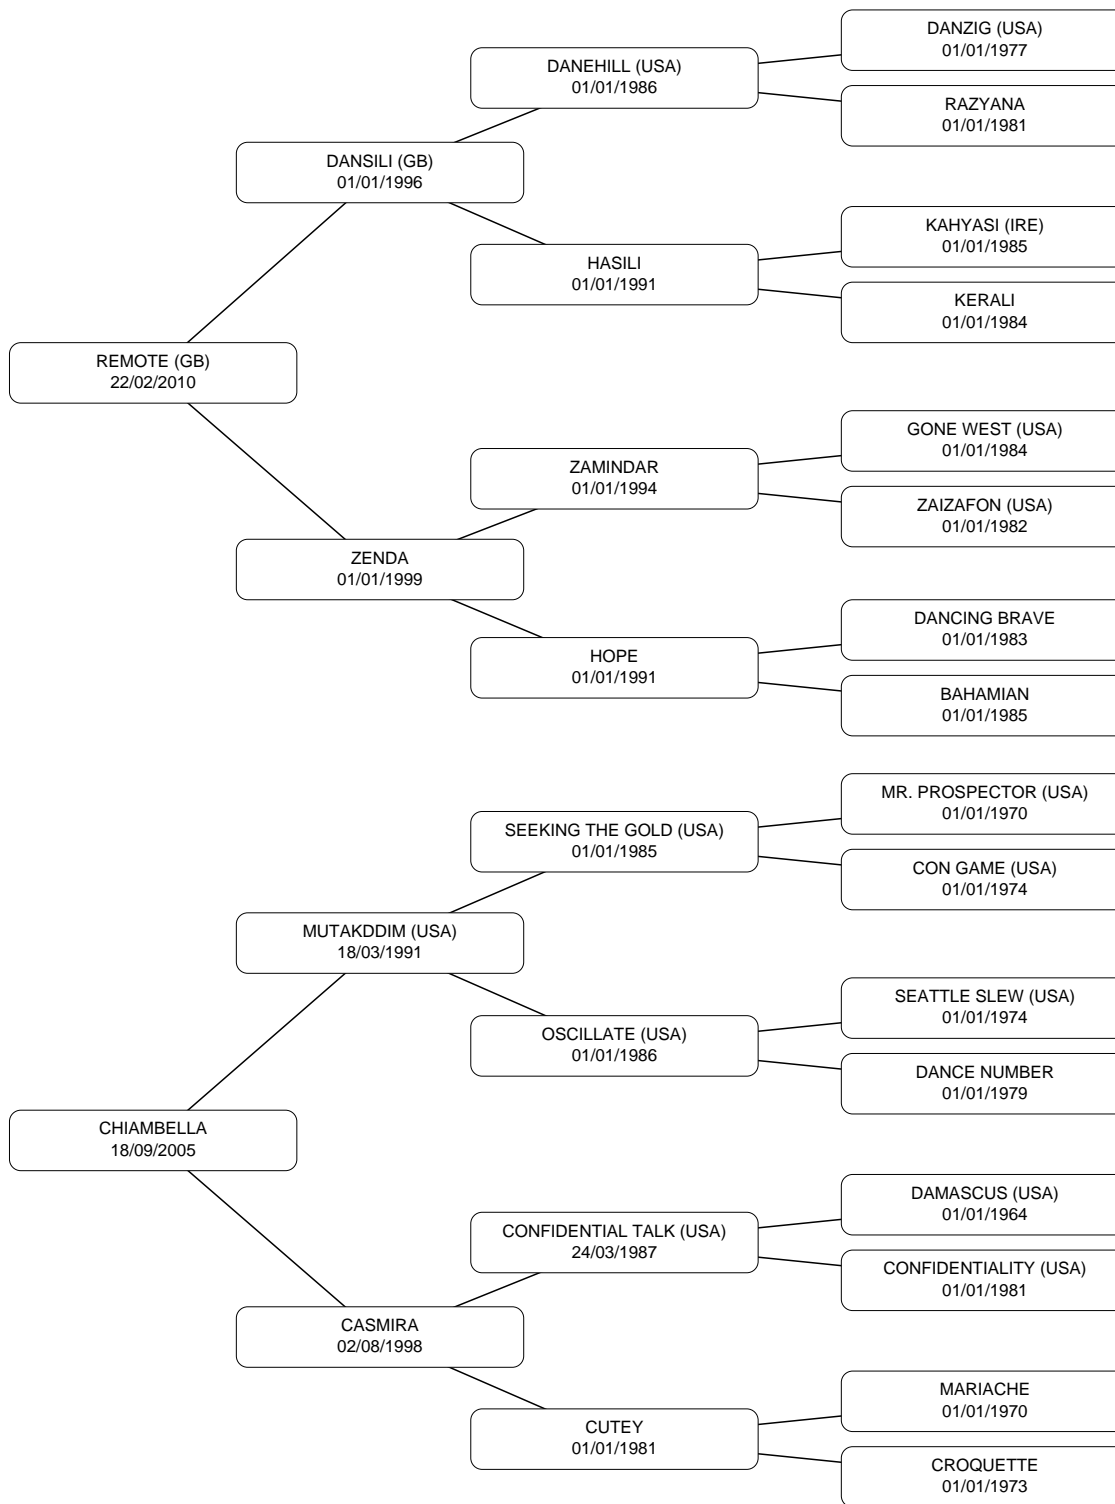 DANZIG (USA)
01/01/1977
DANEHILL (USA)
01/01/1986
RAZYANA
01/01/1981
DANSILI (GB)
01/01/1996
KAHYASI (IRE)
01/01/1985
HASILI
01/01/1991
KERALI
01/01/1984
REMOTE (GB)
22/02/2010
GONE WEST (USA)
01/01/1984
ZAMINDAR
01/01/1994
ZAIZAFON (USA)
01/01/1982
ZENDA
01/01/1999
DANCING BRAVE
01/01/1983
HOPE
01/01/1991
BAHAMIAN
01/01/1985
MR. PROSPECTOR (USA)
01/01/1970
SEEKING THE GOLD (USA)
01/01/1985
CON GAME (USA)
01/01/1974
MUTAKDDIM (USA)
18/03/1991
SEATTLE SLEW (USA)
01/01/1974
OSCILLATE (USA)
01/01/1986
DANCE NUMBER
01/01/1979
CHIAMBELLA
18/09/2005
DAMASCUS (USA)
01/01/1964
CONFIDENTIAL TALK (USA)
24/03/1987
CONFIDENTIALITY (USA)
01/01/1981
CASMIRA
02/08/1998
MARIACHE
01/01/1970
CUTEY
01/01/1981
CROQUETTE
01/01/1973